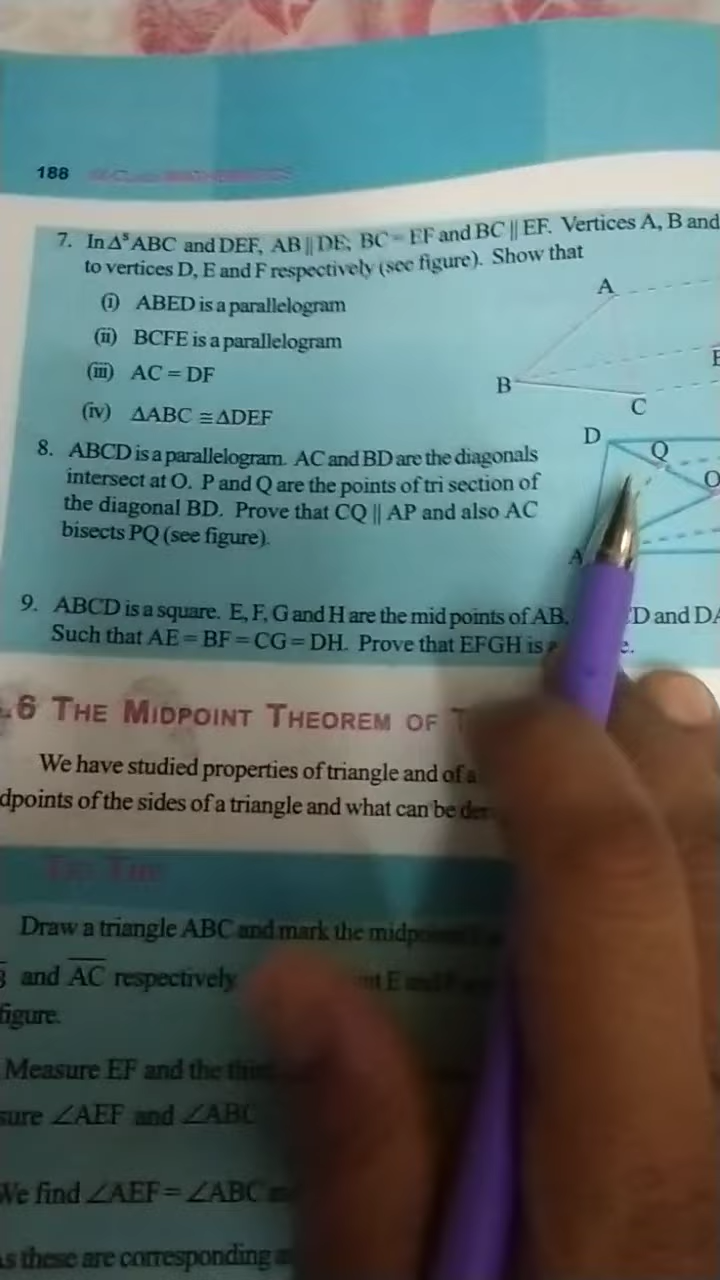 188
7. In Δˢ ABC and DEF, AB || DE; BC = EF and BC || EF. Vertices A, B and
to vertices D, E and F respectively (see figure). Show that
(i) ABED is a parallelogram
(ii) BCFE is a parallelogram
(iii) AC = DF
(iv) ΔABC ≅ ΔDEF
A
B
C
8. ABCD is a parallelogram. AC and BD are the diagonals
intersect at O. P and Q are the points of tri section of
the diagonal BD. Prove that CQ || AP and also AC
bisects PQ (see figure).
D
Q
O
A
9. ABCD is a square. E, F, G and H are the mid points of AB, D and DA
Such that AE = BF = CG = DH. Prove that EFGH is
.6 THE MIDPOINT THEOREM OF
We have studied properties of triangle and of a
dpoints of the sides of a triangle and what can be
Draw a triangle ABC and mark the
and AC respectively
figure.
Measure EF and the
sure ∠AEF and ∠ABC
We find ∠AEF = ∠ABC
s these are corresponding